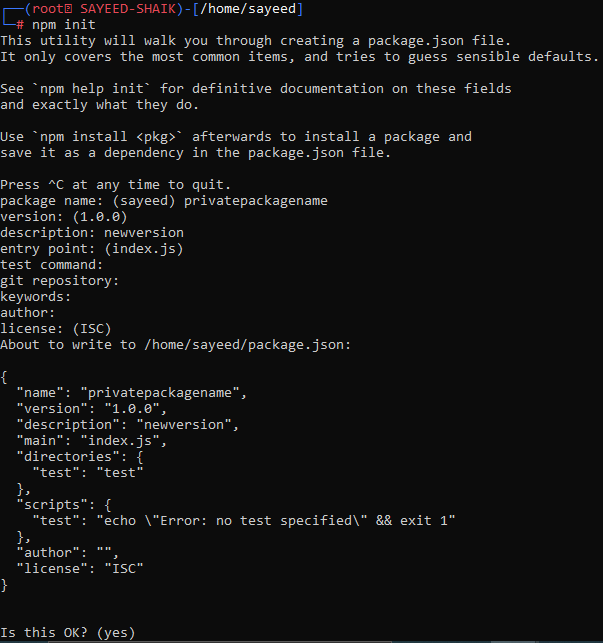 ┌──(root㉿ SAYEED-SHAIK)-[/home/sayeed]
└─# npm init
This utility will walk you through creating a package.json file.
It only covers the most common items, and tries to guess sensible defaults.

See `npm help init` for definitive documentation on these fields
and exactly what they do.

Use `npm install <pkg>` afterwards to install a package and
save it as a dependency in the package.json file.

Press ^C at any time to quit.
package name: (sayeed) privatepackagename
version: (1.0.0)
description: newversion
entry point: (index.js)
test command:
git repository:
keywords:
author:
license: (ISC)
About to write to /home/sayeed/package.json:

{
  "name": "privatepackagename",
  "version": "1.0.0",
  "description": "newversion",
  "main": "index.js",
  "directories": {
    "test": "test"
  },
  "scripts": {
    "test": "echo \"Error: no test specified\" && exit 1"
  },
  "author": "",
  "license": "ISC"
}


Is this OK? (yes)